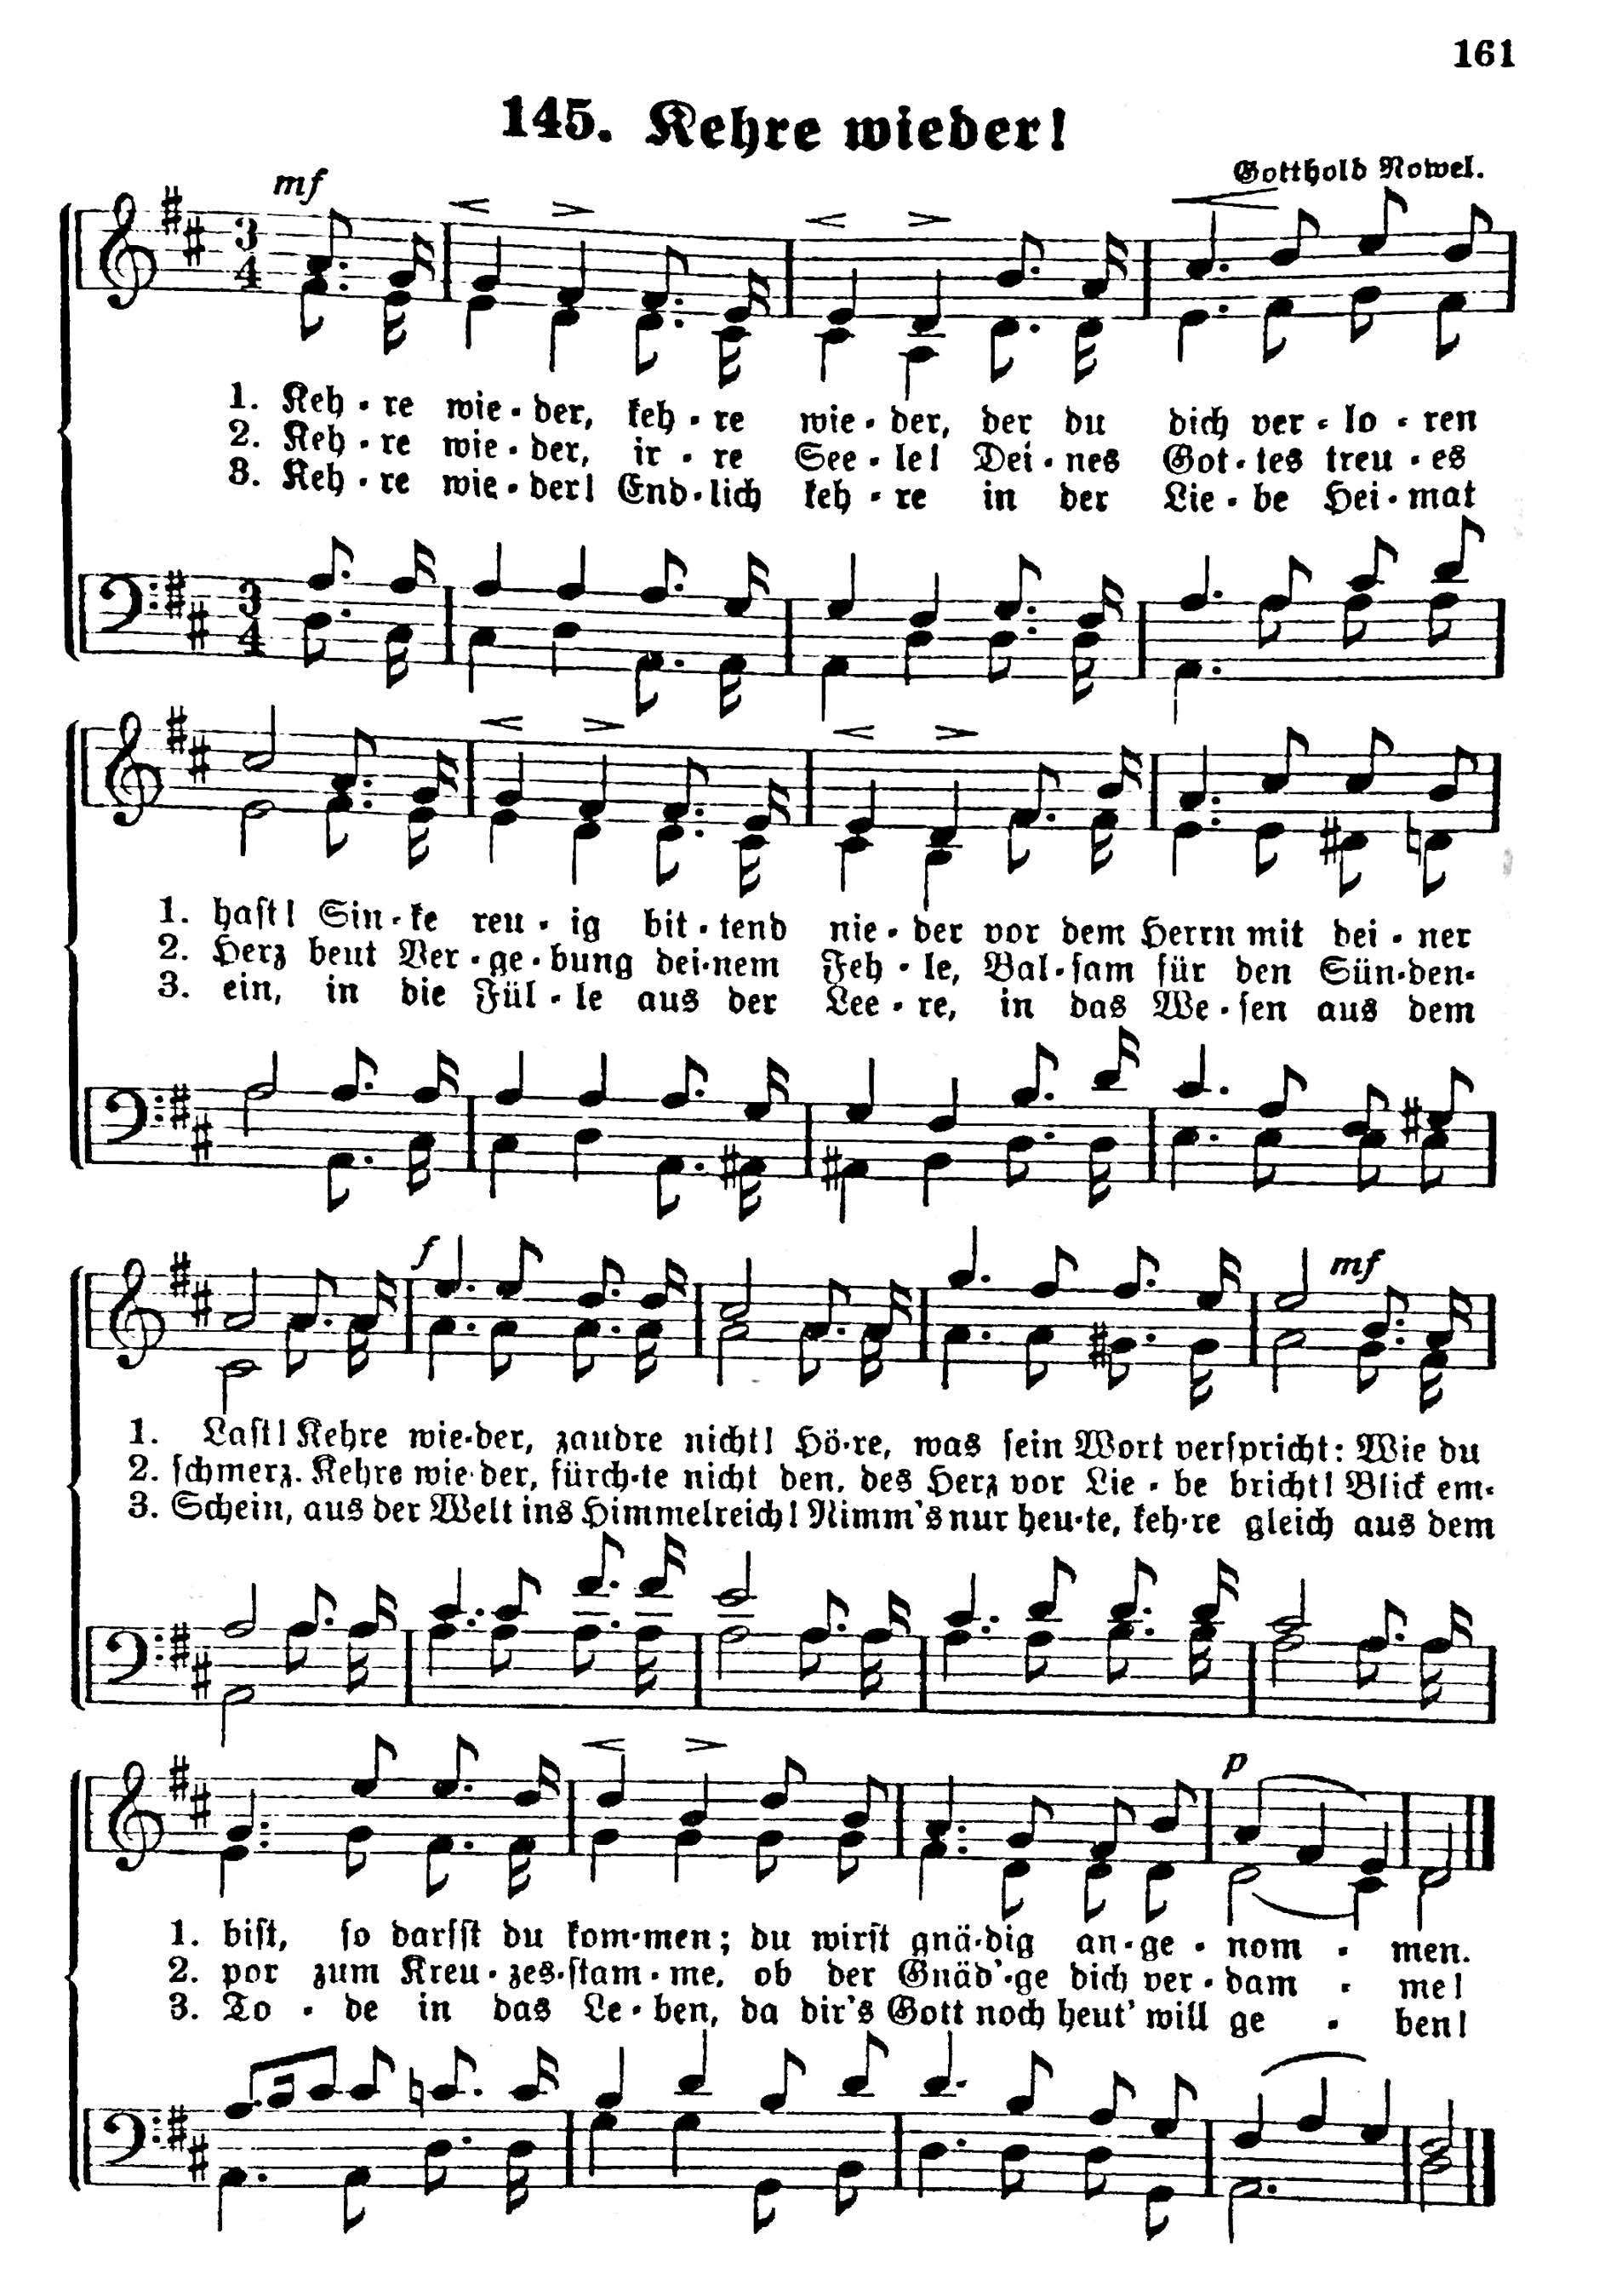 161
145. Kehre wieder!
Gotthold Nowel.
mf
3
4
1. Keh - re wie - der, keh - re wie - der, der du dich ver - lo - ren
2. Keh - re wie - der, ir - re See - le! Dei - nes Got - tes treu - es
3. Keh - re wie - der! End - lich keh - re in der Lie - be Hei - mat
3
4
1. hast! Sin - ke reu - ig bit - tend nie - der vor dem Herrn mit dei - ner
2. Herz beut Ver - ge - bung dei - nem Feh - le, Bal - sam für den Sün - den-
3. ein, in die Fül - le aus der Lee - re, in das We - sen aus dem
f mf
1. Last! Kehre wie-der, zaudre nicht! Hö-re, was sein Wort verspricht: Wie du
2. schmerz. Kehre wie-der, fürch-te nicht den, des Herz vor Lie - be bricht! Blick em-
3. Schein, aus der Welt ins Himmelreich! Nimm's nur heu-te, keh-re gleich aus dem
p
1. bist, so darfst du kom-men; du wirst gnä-dig an - ge - nom - men.
2. por zum Kreu - zes-stam - me, ob der Gnäd'-ge dich ver - dam - me!
3. To - de in das Le - ben, da dir's Gott noch heut' will ge - ben!